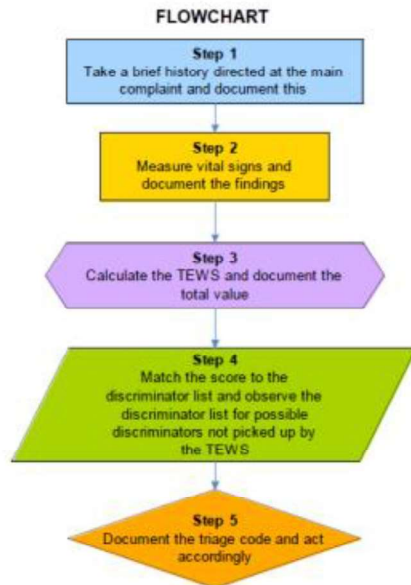 FLOWCHART
Step 1
Take a brief history directed at the main
complaint and document this
Step 2
Measure vital signs and
document the findings
Step 3
Calculate the TEWS and document the
total value
Step 4
Match the score to the
discriminator list and observe the
discriminator list for possible
discriminators not picked up by
the TEWS
Step 5
Document the triage code and act
accordingly